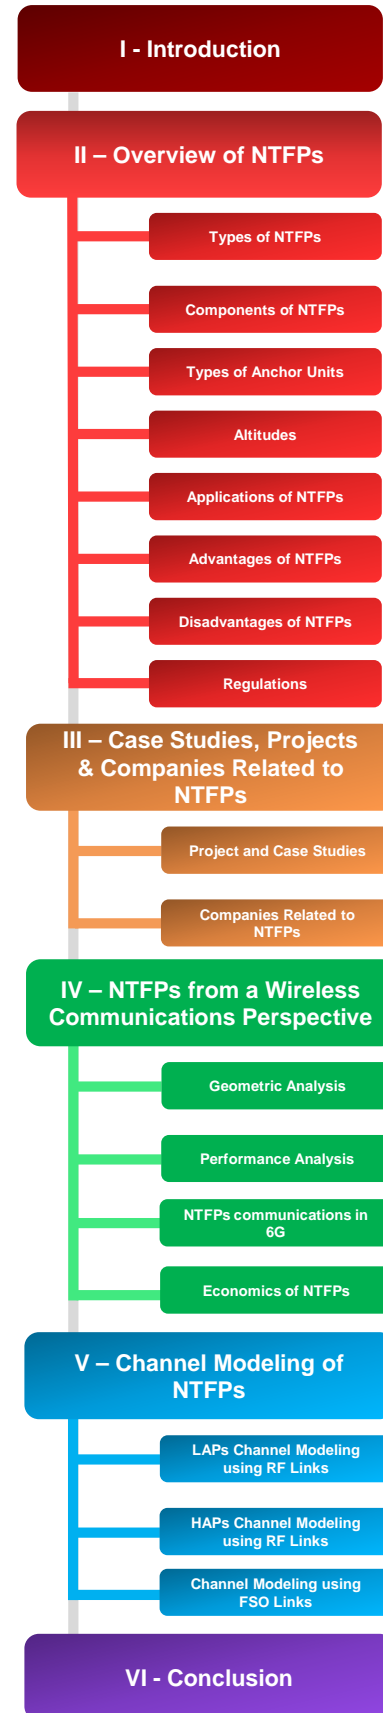 I - Introduction
II – Overview of NTFPs
Types of NTFPs
Components of NTFPs
Types of Anchor Units
Altitudes
Applications of NTFPs
Advantages of NTFPs
Disadvantages of NTFPs
Regulations
III – Case Studies, Projects
& Companies Related to
NTFPs
Project and Case Studies
Companies Related to
NTFPs
IV – NTFPs from a Wireless
Communications Perspective
Geometric Analysis
Performance Analysis
NTFPs communications in
6G
Economics of NTFPs
V – Channel Modeling of
NTFPs
LAPs Channel Modeling
using RF Links
HAPs Channel Modeling
using RF Links
Channel Modeling using
FSO Links
VI - Conclusion